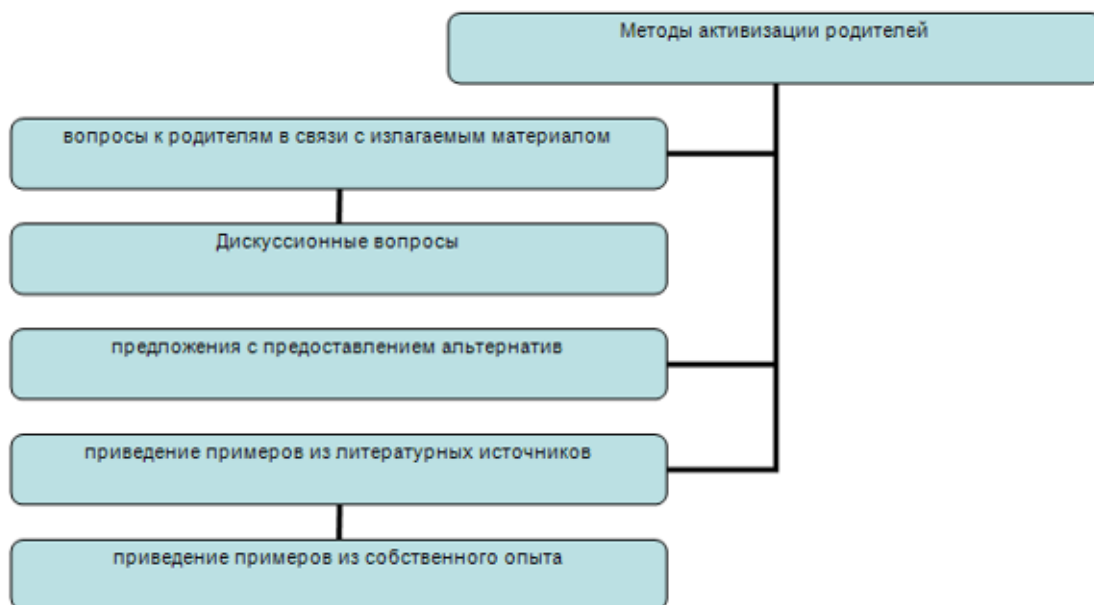 Методы активизации родителей
вопросы к родителям в связи с излагаемым материалом
Дискуссионные вопросы
предложения с предоставлением альтернатив
приведение примеров из литературных источников
приведение примеров из собственного опыта